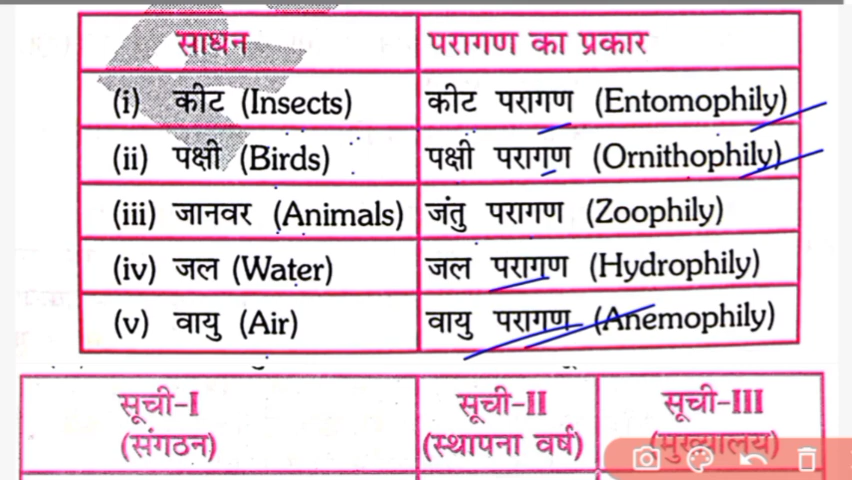 साधन परागण का प्रकार
(i) कीट (Insects) कीट परागण (Entomophily)
(ii) पक्षी (Birds) पक्षी परागण (Ornithophily)
(iii) जानवर (Animals) जंतु परागण (Zoophily)
(iv) जल (Water) जल परागण (Hydrophily)
(v) वायु (Air) वायु परागण (Anemophily)
सूची-I सूची-II सूची-III
(संगठन) (स्थापना वर्ष) (मुख्यालय)